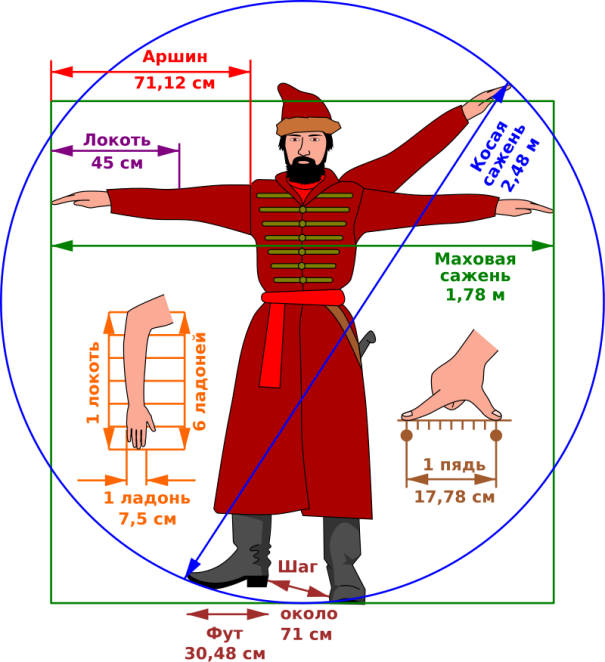 Аршин
71,12 см
Локоть
45 см
Косая
сажень
2,48 м
Маховая
сажень
1,78 м
1 локоть
6 ладоней
1 ладонь
7,5 см
1 пядь
17,78 см
Шаг
около
71 см
Фут
30,48 см